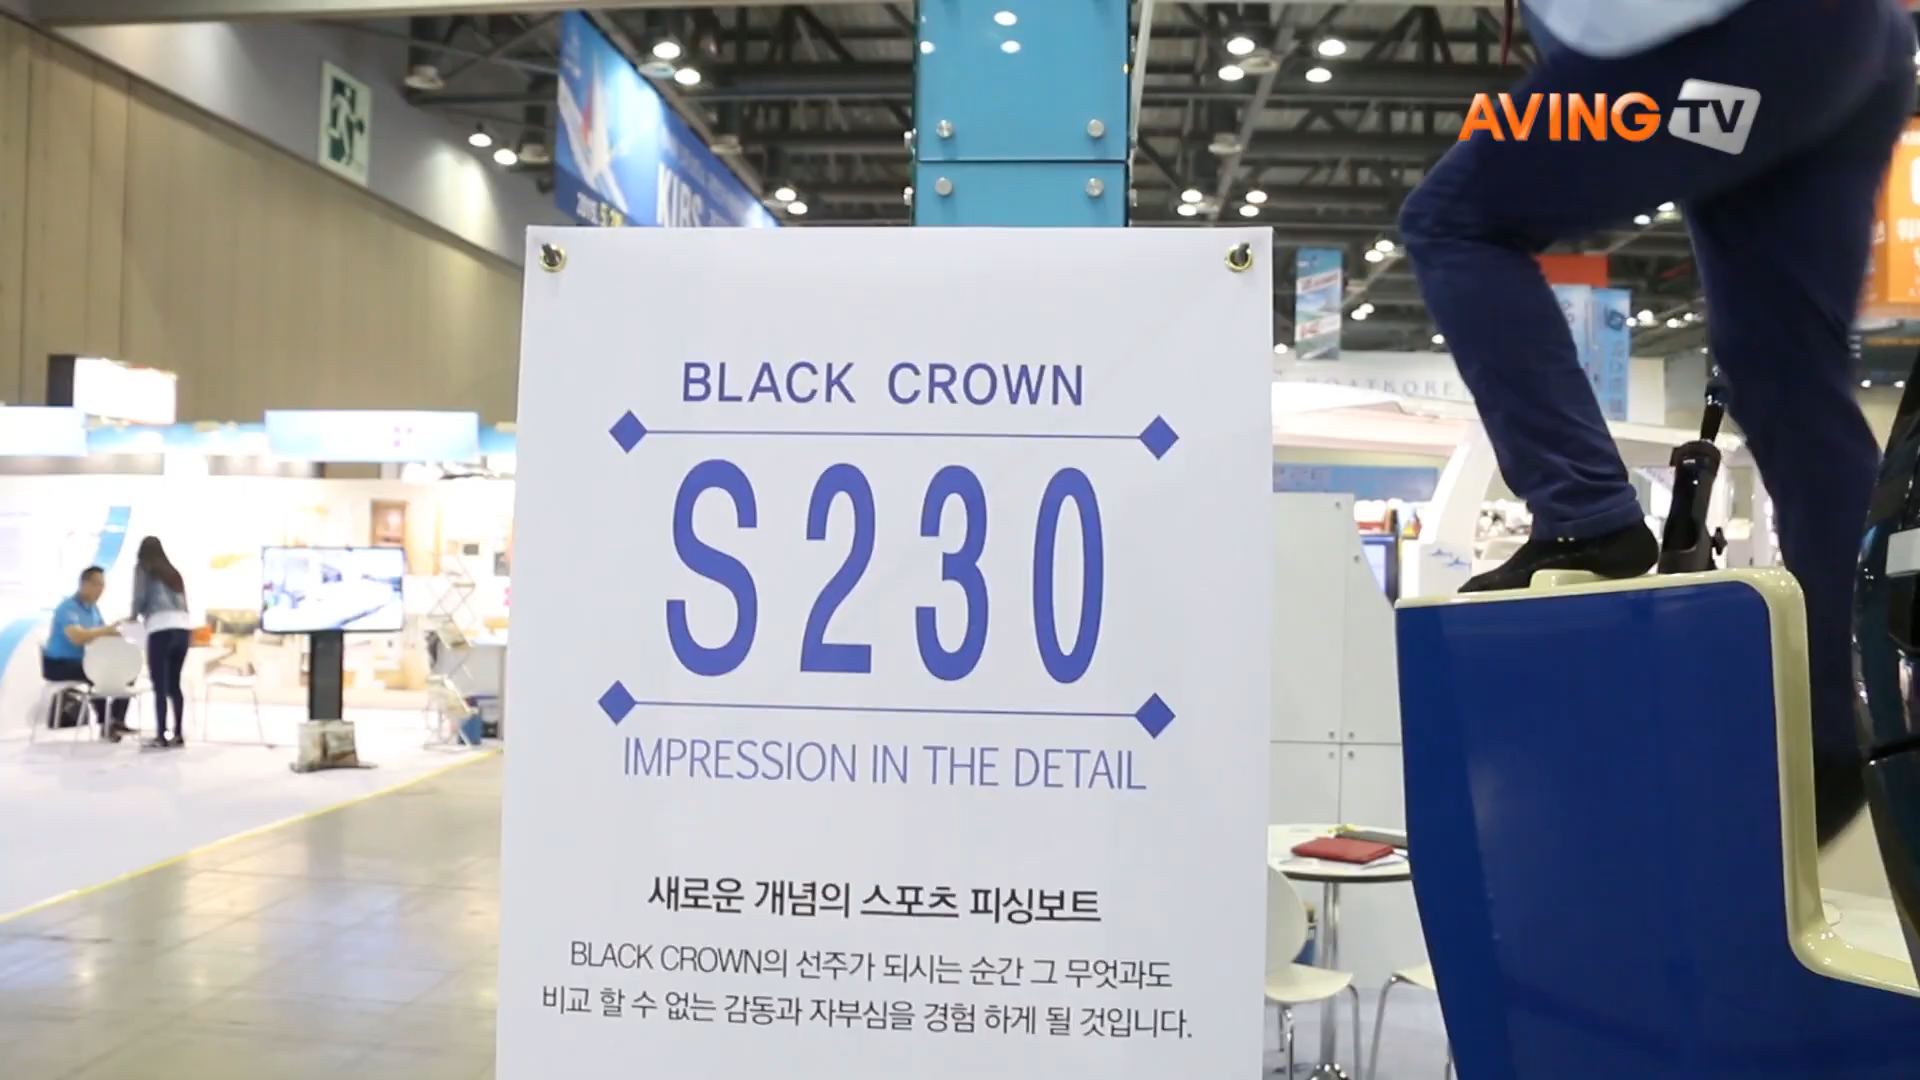 AVING TV
KIBS
BOATKORE
BLACK CROWN
S230
IMPRESSION IN THE DETAIL
새로운 개념의 스포츠 피싱보트
BLACK CROWN의 선주가 되시는 순간 그 무엇과도
비교 할 수 없는 감동과 자부심을 경험 하게 될 것입니다.